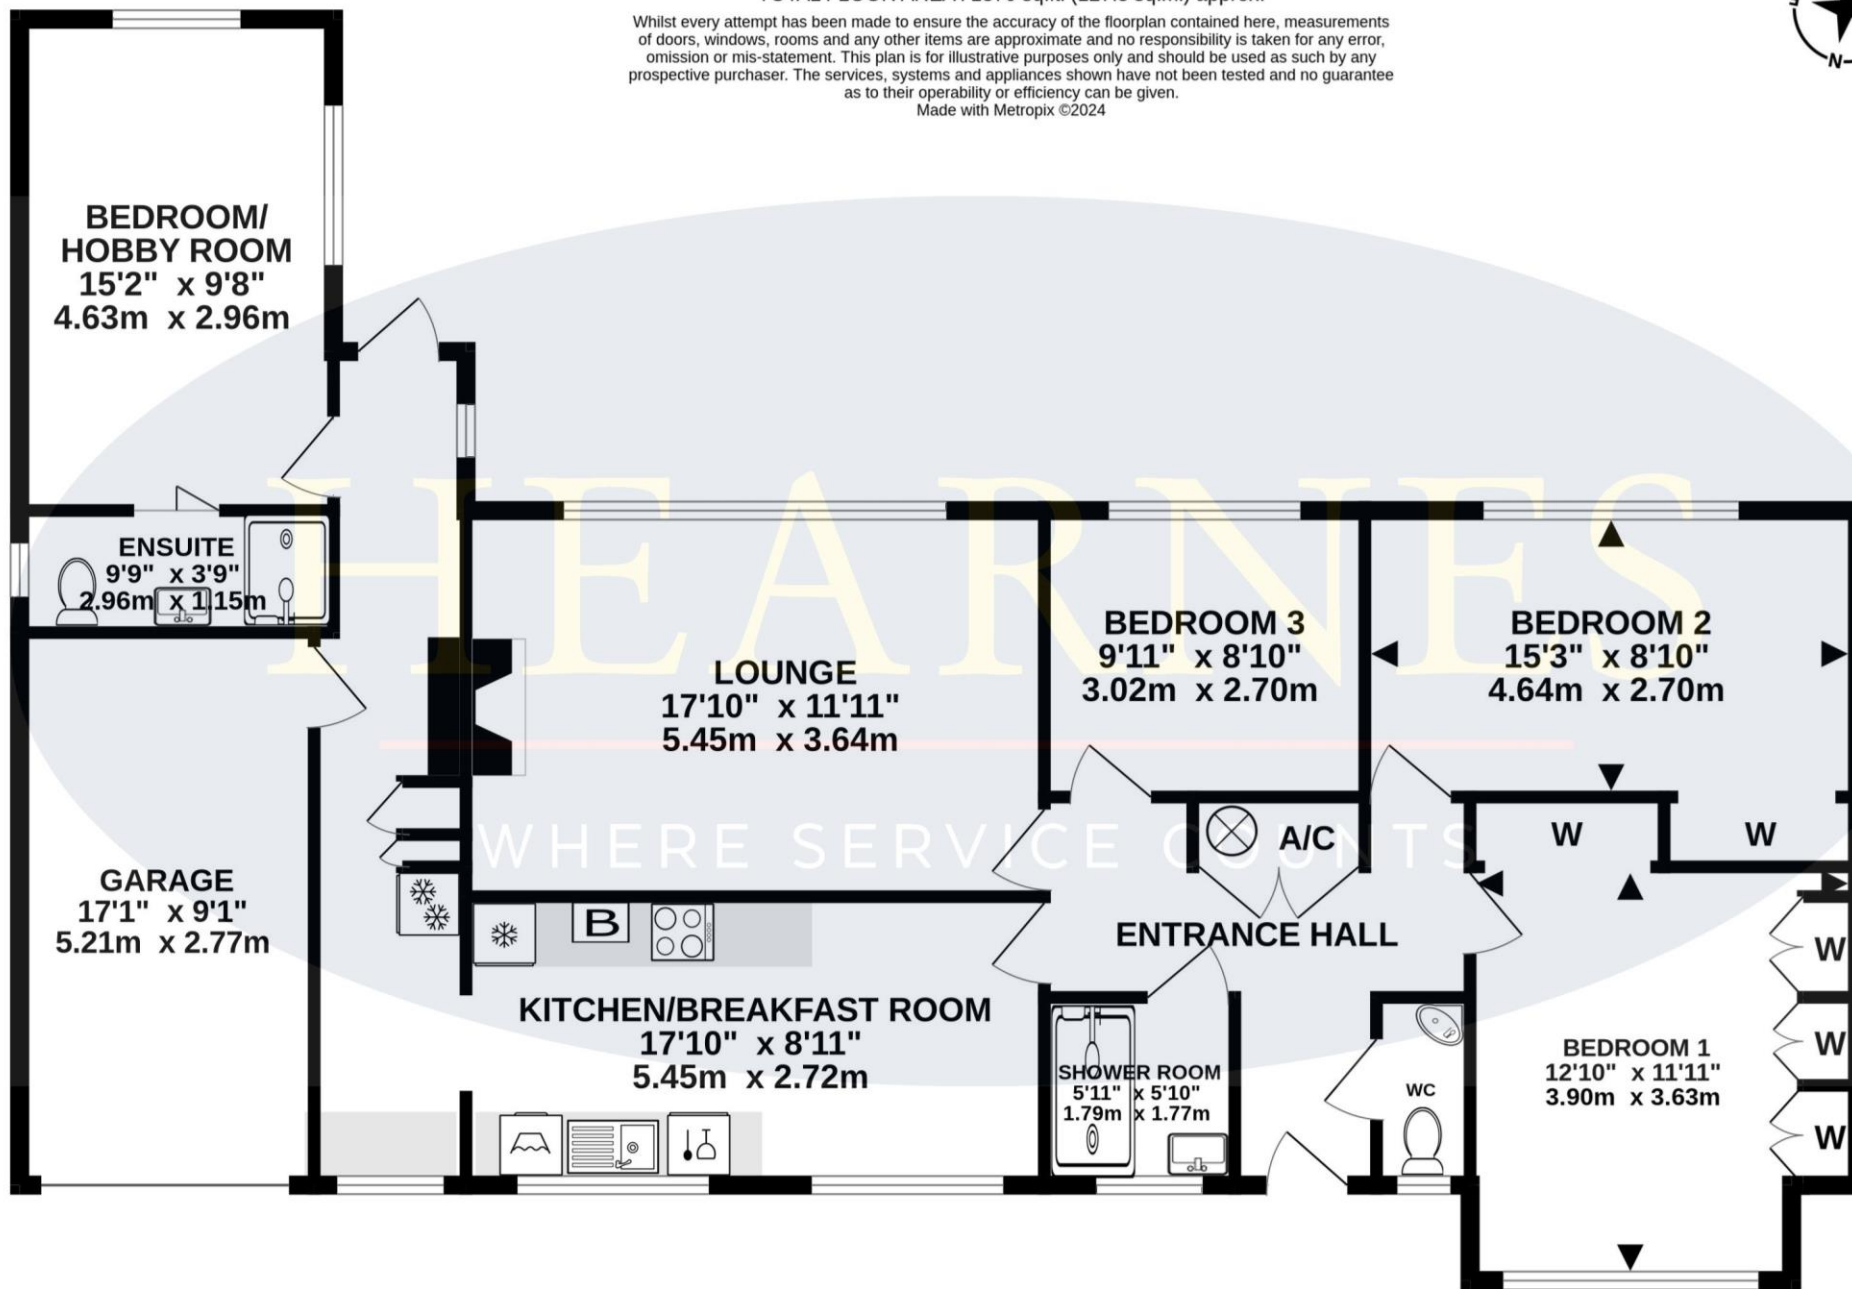 Whilst every attempt has been made to ensure the accuracy of the floorplan contained here, measurements
of doors, windows, rooms and any other items are approximate and no responsibility is taken for any error,
omission or mis-statement. This plan is for illustrative purposes only and should be used as such by any
prospective purchaser. The services, systems and appliances shown have not been tested and no guarantee
as to their operability or efficiency can be given.
Made with Metropix ©2024
N
BEDROOM/
HOBBY ROOM
15'2" x 9'8"
4.63m x 2.96m
HEARNES
WHERE SERVICE COUNTS
ENSUITE
9'9" x 3'9"
2.96m x 1.15m
LOUNGE
17'10" x 11'11"
5.45m x 3.64m
BEDROOM 3
9'11" x 8'10"
3.02m x 2.70m
BEDROOM 2
15'3" x 8'10"
4.64m x 2.70m
A/C
W
W
GARAGE
17'1" x 9'1"
5.21m x 2.77m
B
ENTRANCE HALL
W
KITCHEN/BREAKFAST ROOM
17'10" x 8'11"
5.45m x 2.72m
SHOWER ROOM
5'11" x 5'10"
1.79m x 1.77m
WC
BEDROOM 1
12'10" x 11'11"
3.90m x 3.63m
W
W